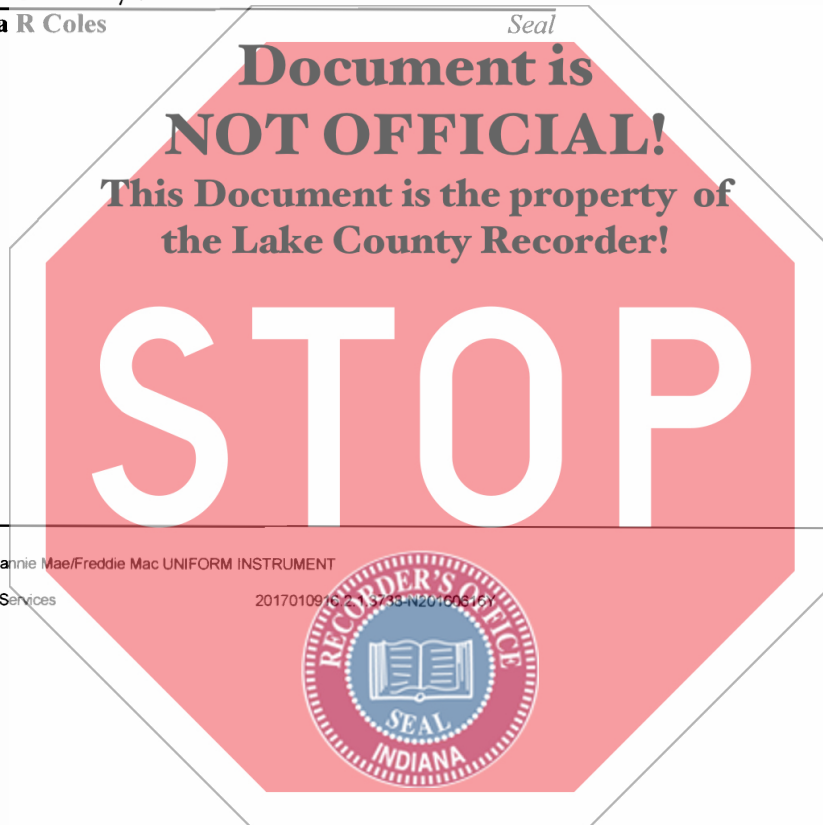 a R Coles Seal
Document is
NOT OFFICIAL!
This Document is the property of
the Lake County Recorder!
STOP
annie Mae/Freddie Mac UNIFORM INSTRUMENT
Services
RECORDER'S OFFICE
SEAL
INDIANA